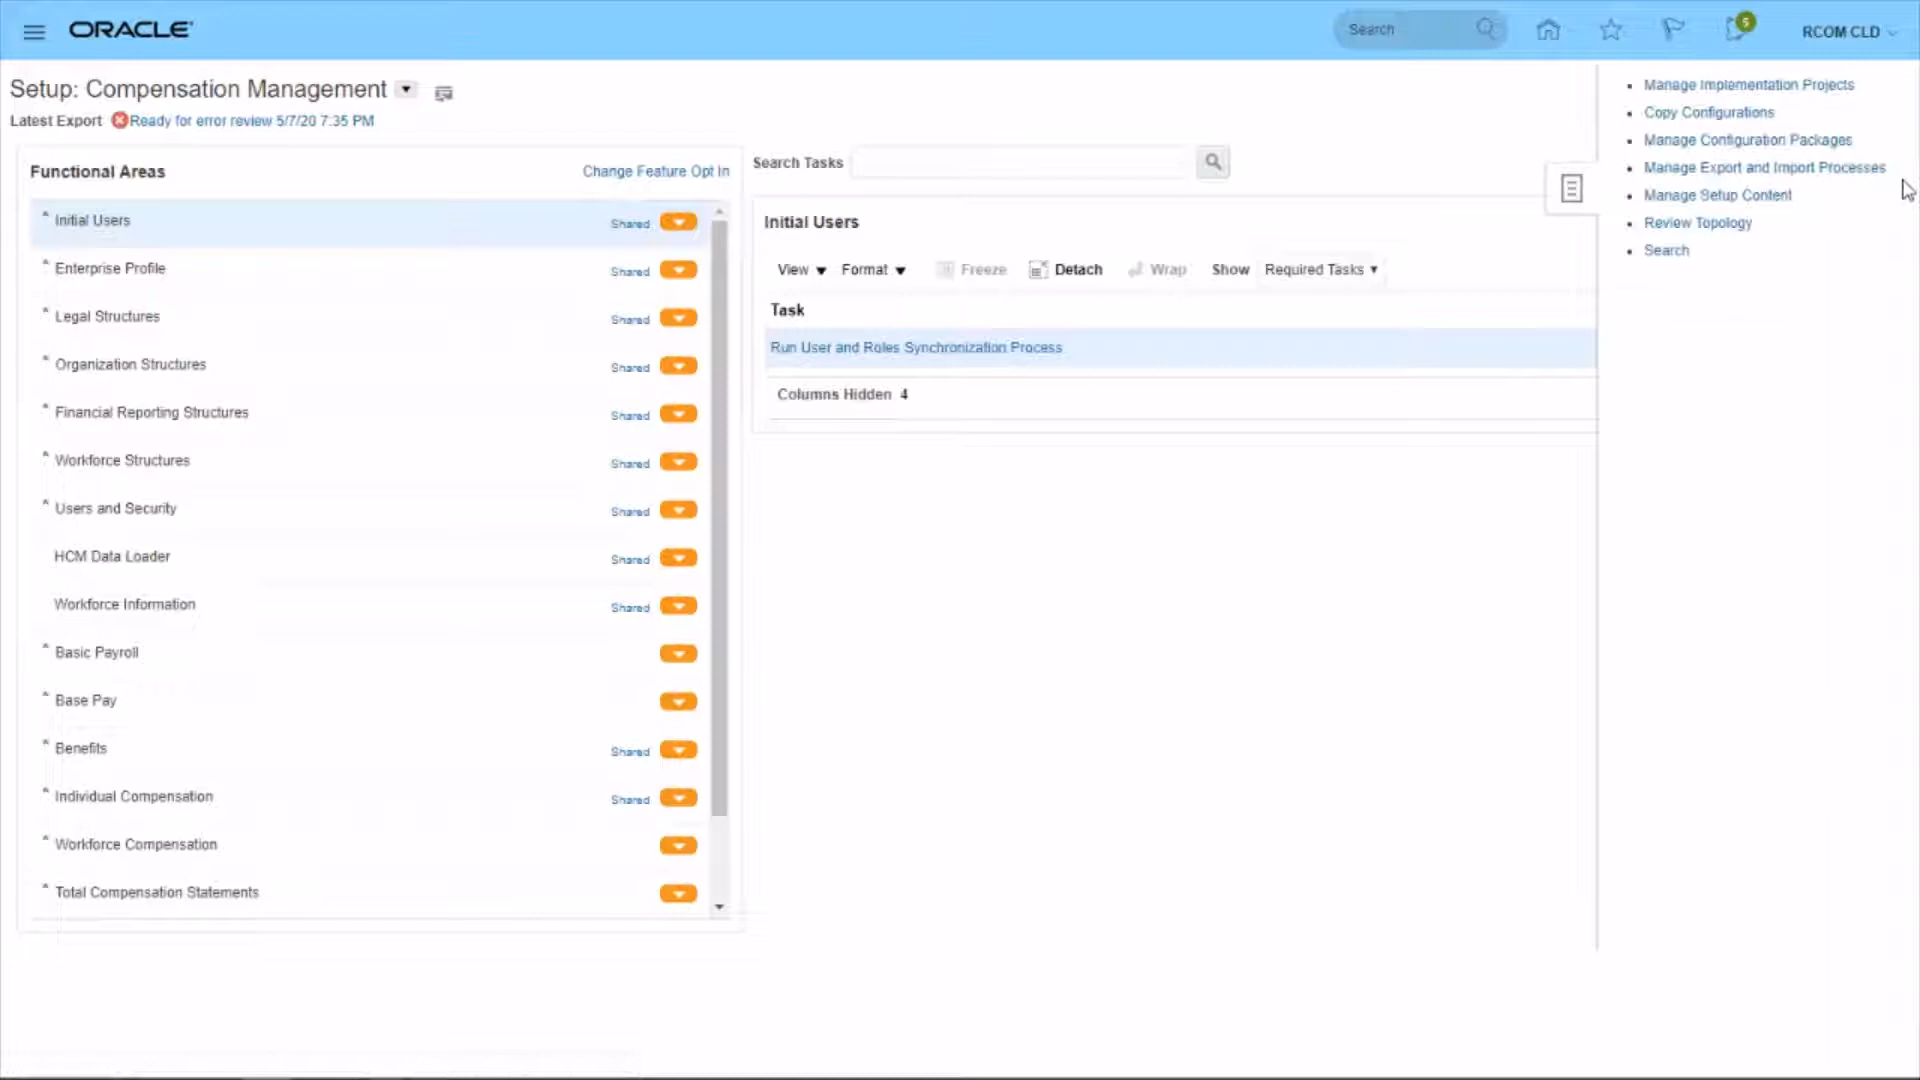 ORACLE
Search
5
RCOM CLD
Setup: Compensation Management
Latest Export Ready for error review 5/7/20 7:35 PM
Functional Areas
Change Feature Opt In
* Initial Users Shared
* Enterprise Profile Shared
* Legal Structures Shared
* Organization Structures Shared
* Financial Reporting Structures Shared
* Workforce Structures Shared
* Users and Security Shared
HCM Data Loader Shared
Workforce Information Shared
* Basic Payroll
* Base Pay
* Benefits Shared
* Individual Compensation Shared
* Workforce Compensation
* Total Compensation Statements
Search Tasks
Initial Users
View Format Freeze Detach Wrap Show Required Tasks
Task
Run User and Roles Synchronization Process
Columns Hidden 4
Manage Implementation Projects
Copy Configurations
Manage Configuration Packages
Manage Export and Import Processes
Manage Setup Content
Review Topology
Search